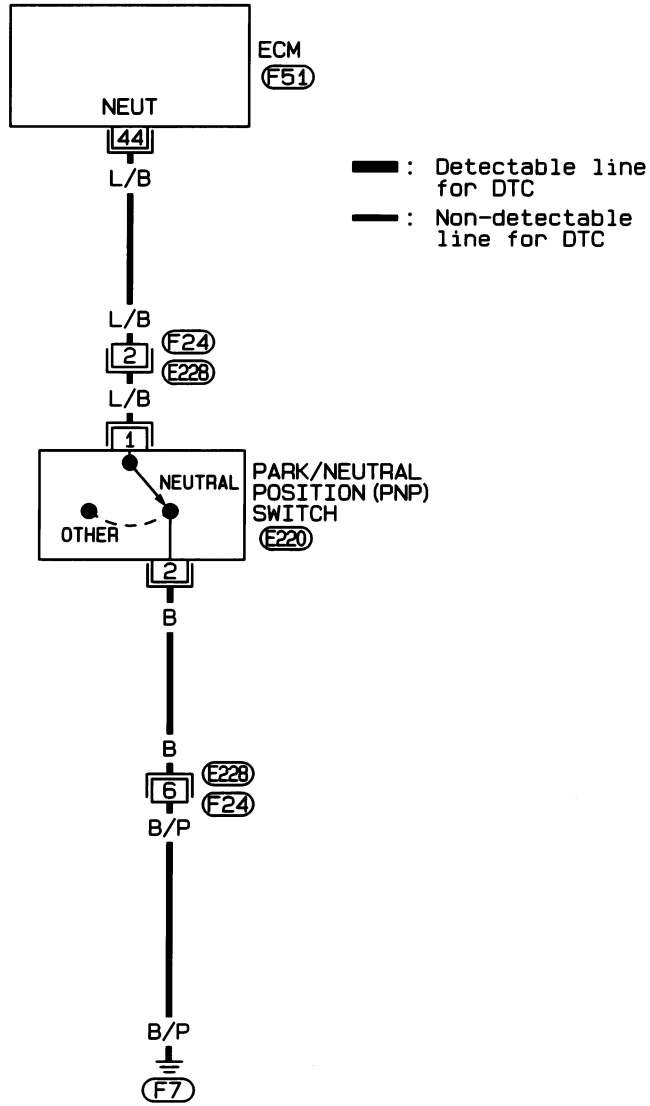 ECM
F51
NEUT
44
L/B
: Detectable line
for DTC
: Non-detectable
line for DTC
L/B
2
F24
E228
L/B
1
NEUTRAL
OTHER
PARK/NEUTRAL
POSITION (PNP)
SWITCH
E220
2
B
B
6
E228
F24
B/P
B/P
F7